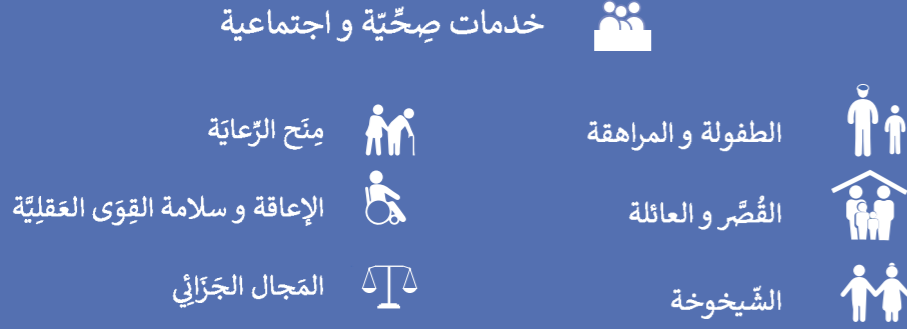 خدمات صِحِّيّة و اجتماعية
الطفولة و المراهقة
مِنَح الرِّعايَة
القُصَّر و العائلة
الإعاقة و سلامة القِوَى العَقلِيَّة
الشّيخوخة
المَجال الجَزَائِي